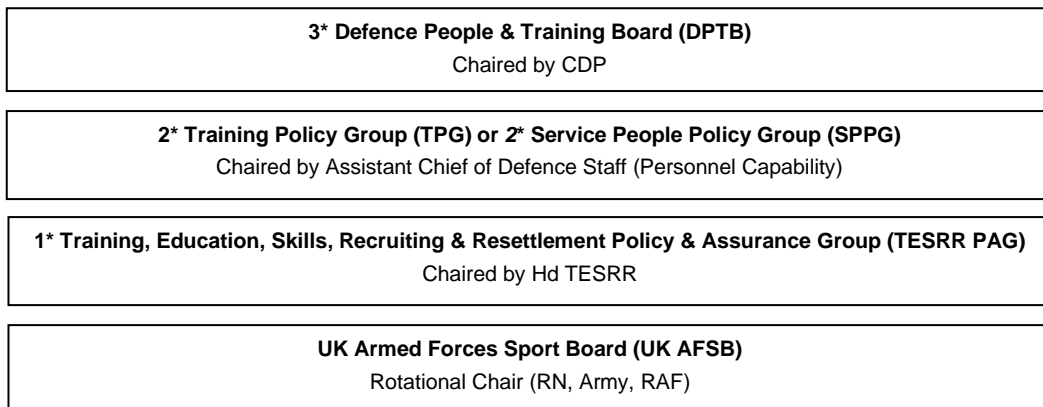 3* Defence People & Training Board (DPTB)
Chaired by CDP
2* Training Policy Group (TPG) or 2* Service People Policy Group (SPPG)
Chaired by Assistant Chief of Defence Staff (Personnel Capability)
1* Training, Education, Skills, Recruiting & Resettlement Policy & Assurance Group (TESRR PAG)
Chaired by Hd TESRR
UK Armed Forces Sport Board (UK AFSB)
Rotational Chair (RN, Army, RAF)